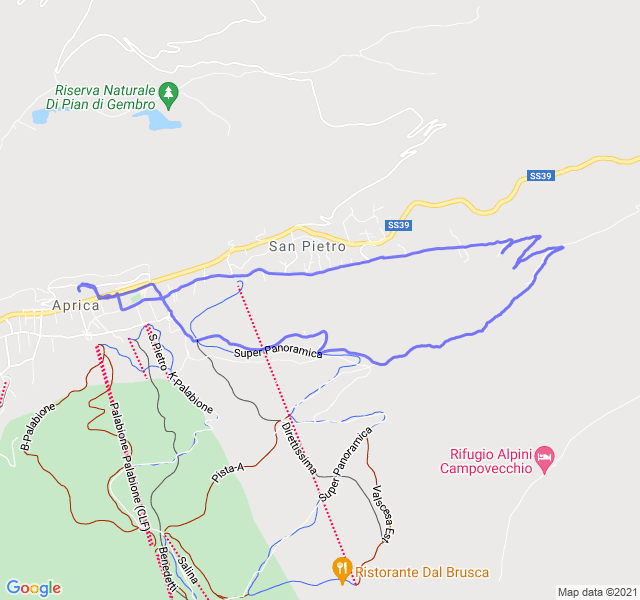 Riserva Naturale
Di Pian di Gembro
SS39
SS39
San Pietro
Aprica
Super Panoramica
S.Pietro
K-Palabione
B-Palabione
Palabione
Palabione (CLF)
Direttissima
Pista-A
Super Panoramica
Valscesa Est
Rifugio Alpini
Campovecchio
Salina
Benedetti
Ristorante Dal Brusca
Google
Map data ©2021